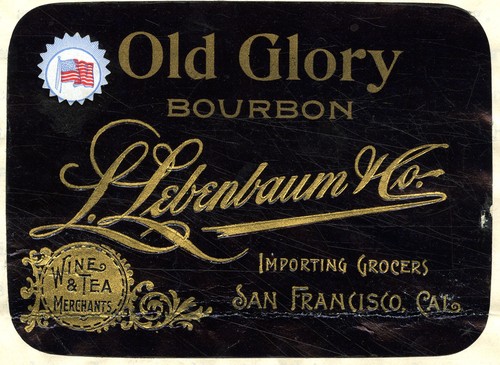 Old Glory
BOURBON
L. Lebenbaum & Co.
IMPORTING GROCERS
SAN FRANCISCO, CAL.
WINE
& TEA
MERCHANTS